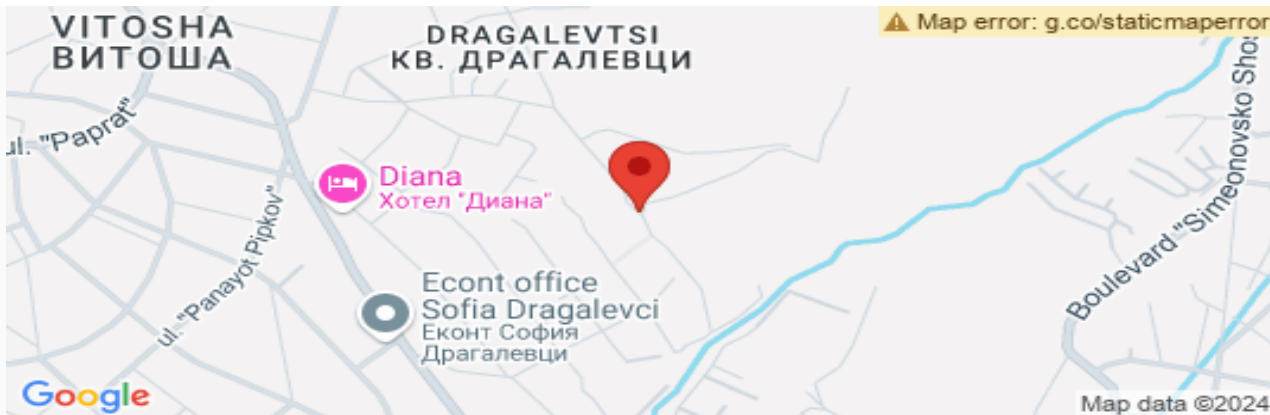 VITOSHA
ВИТОША
DRAGALEVTSI
КВ. ДРАГАЛЕВЦИ
Map error: g.co/staticmaperror
ul. "Paprat"
Diana
Хотел "Диана"
ul. "Panayot Pipkov"
Econt office
Sofia Dragalevci
Еконт София
Драгалевци
Boulevard "Simeonovsko Shos
Google
Map data ©2024